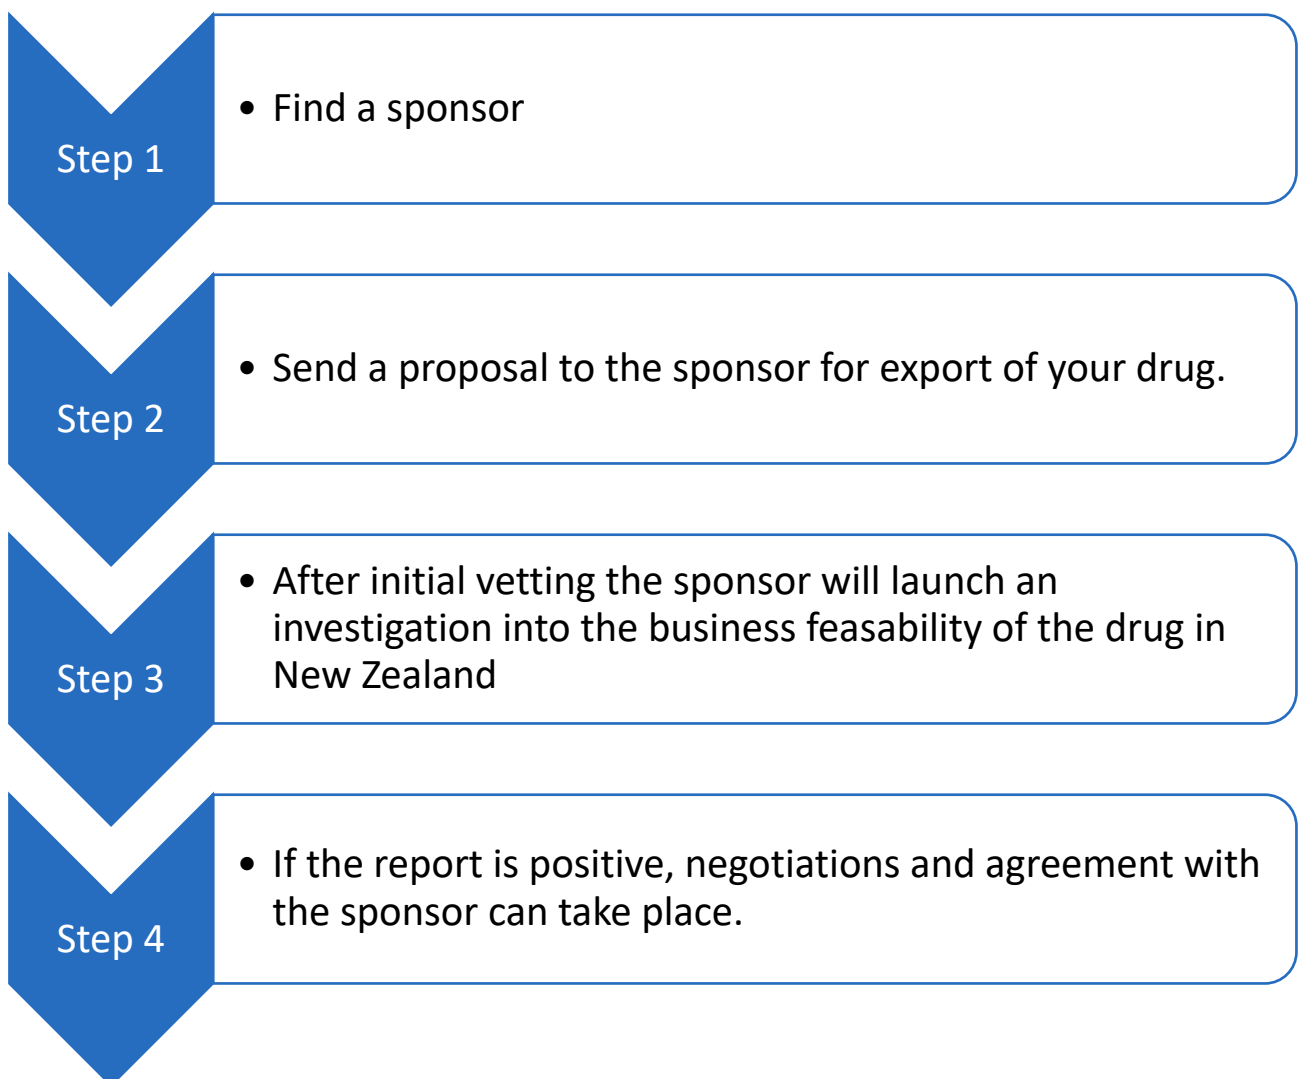 Step 1
• Find a sponsor
Step 2
• Send a proposal to the sponsor for export of your drug.
Step 3
• After initial vetting the sponsor will launch an
investigation into the business feasability of the drug in
New Zealand
Step 4
• If the report is positive, negotiations and agreement with
the sponsor can take place.